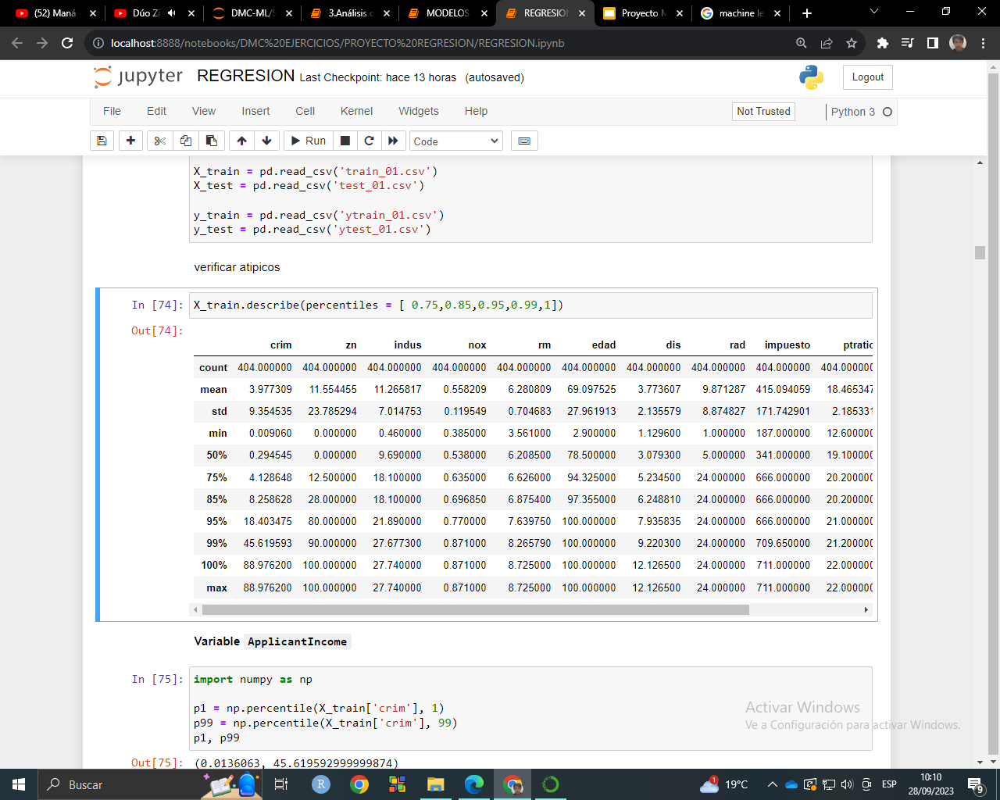 (52) Maná
Dúo Zi
DMC-ML/S
3.Análisis d
MODELOS
REGRESIO
Proyecto M
machine le
localhost:8888/notebooks/DMC%20EJERCICIOS/PROYECTO%20REGRESION/REGRESION.ipynb
jupyter REGRESION Last Checkpoint: hace 13 horas (autosaved)
Logout
File Edit View Insert Cell Kernel Widgets Help
Not Trusted
Python 3
Run
Code
X_train = pd.read_csv('train_01.csv')
X_test = pd.read_csv('test_01.csv')
y_train = pd.read_csv('ytrain_01.csv')
y_test = pd.read_csv('ytest_01.csv')
verificar atipicos
In [74]: X_train.describe(percentiles = [ 0.75,0.85,0.95,0.99,1])
Out[74]:
crim zn indus nox rm edad dis rad impuesto ptratic
count 404.000000 404.000000 404.000000 404.000000 404.000000 404.000000 404.000000 404.000000 404.000000 404.000000
mean 3.977309 11.554455 11.265817 0.558209 6.280809 69.097525 3.773607 9.871287 415.094059 18.465347
std 9.354535 23.785294 7.014753 0.119549 0.704683 27.961913 2.135579 8.874827 171.742901 2.185331
min 0.009060 0.000000 0.460000 0.385000 3.561000 2.900000 1.129600 1.000000 187.000000 12.600000
50% 0.294545 0.000000 9.690000 0.538000 6.208500 78.500000 3.079300 5.000000 341.000000 19.100000
75% 4.128648 12.500000 18.100000 0.635000 6.626000 94.325000 5.234500 24.000000 666.000000 20.200000
85% 8.258628 28.000000 18.100000 0.696850 6.875400 97.355000 6.248810 24.000000 666.000000 20.200000
95% 18.403475 80.000000 21.890000 0.770000 7.639750 100.000000 7.935835 24.000000 666.000000 21.000000
99% 45.619593 90.000000 27.677300 0.871000 8.265790 100.000000 9.220300 24.000000 709.650000 21.200000
100% 88.976200 100.000000 27.740000 0.871000 8.725000 100.000000 12.126500 24.000000 711.000000 22.000000
max 88.976200 100.000000 27.740000 0.871000 8.725000 100.000000 12.126500 24.000000 711.000000 22.000000
Variable ApplicantIncome
In [75]: import numpy as np
p1 = np.percentile(X_train['crim'], 1)
p99 = np.percentile(X_train['crim'], 99)
p1, p99
Out[75]: (0.0136063, 45.619592999999874)
Activar Windows
Ve a Configuración para activar Windows.
Buscar
R
1
19°C
ESP
10:10
28/09/2023
9